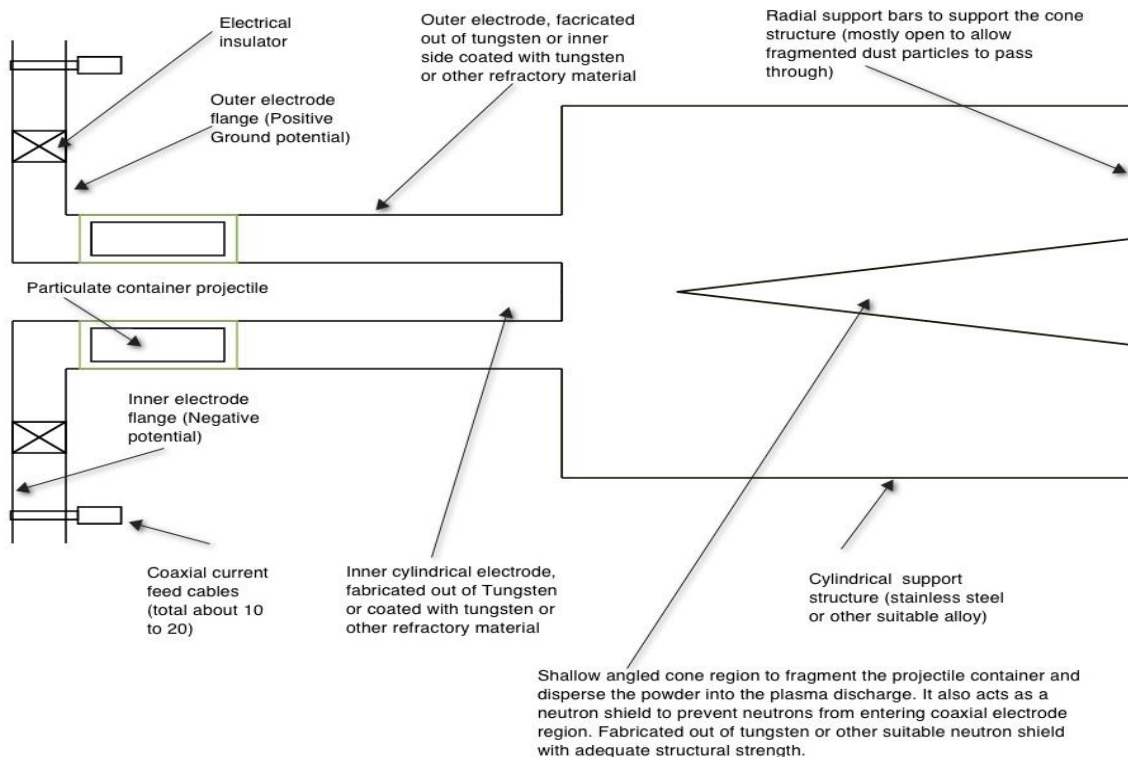 Electrical
insulator
Outer electrode, facricated
out of tungsten or inner
side coated with tungsten
or other refractory material
Radial support bars to support the cone
structure (mostly open to allow
fragmented dust particles to pass
through)
Outer electrode
flange (Positive
Ground potential)
Particulate container projectile
Inner electrode
flange (Negative
potential)
Coaxial current
feed cables
(total about 10
to 20)
Inner cylindrical electrode,
fabricated out of Tungsten
or coated with tungsten or
other refractory material
Cylindrical support
structure (stainless steel
or other suitable alloy)
Shallow angled cone region to fragment the projectile container and
disperse the powder into the plasma discharge. It also acts as a
neutron shield to prevent neutrons from entering coaxial electrode
region. Fabricated out of tungsten or other suitable neutron shield
with adequate structural strength.